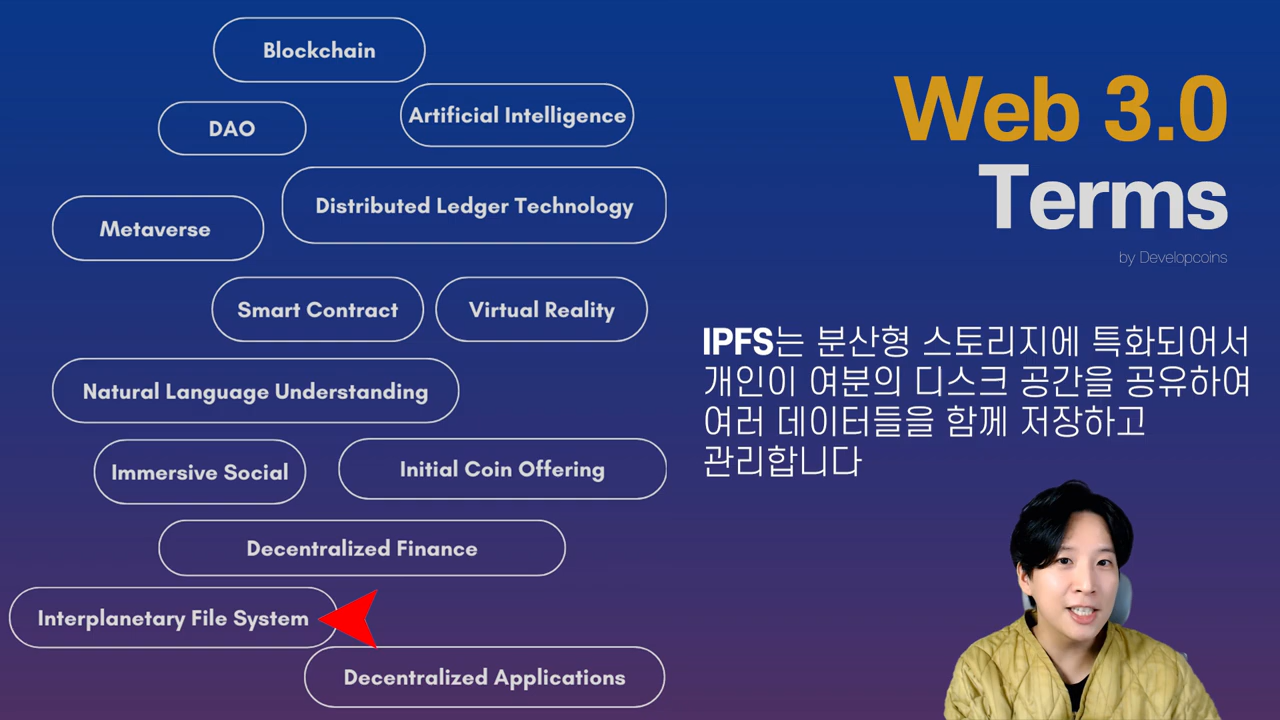 Blockchain
Artificial Intelligence
DAO
Distributed Ledger Technology
Metaverse
Smart Contract
Virtual Reality
Natural Language Understanding
Immersive Social
Initial Coin Offering
Decentralized Finance
Interplanetary File System
Decentralized Applications
Web 3.0
Terms
by Developcoins
IPFS는 분산형 스토리지에 특화되어서
개인이 여분의 디스크 공간을 공유하여
여러 데이터들을 함께 저장하고
관리합니다